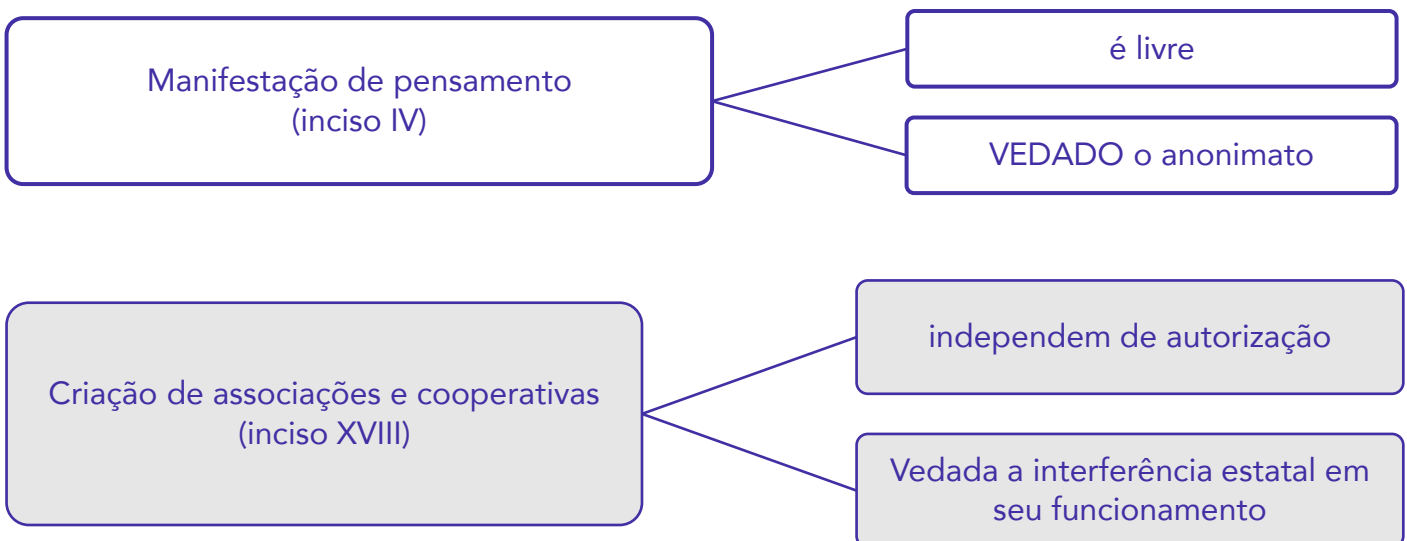 Manifestação de pensamento
(inciso IV)
é livre
VEDADO o anonimato
Criação de associações e cooperativas
(inciso XVIII)
independem de autorização
Vedada a interferência estatal em
seu funcionamento